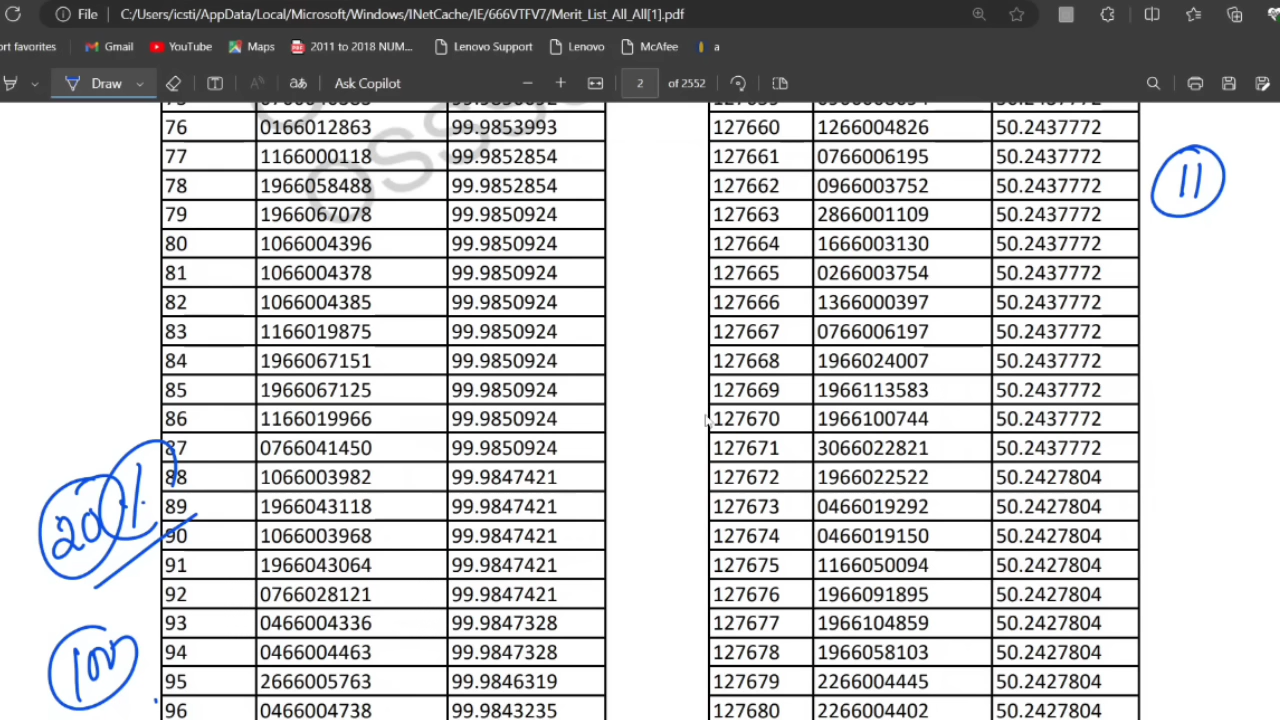 File C:/Users/icsti/AppData/Local/Microsoft/Windows/INetCache/IE/666VTFV7/Merit_List_All_All[1].pdf
ort favorites Gmail YouTube Maps 2011 to 2018 NUM... Lenovo Support Lenovo McAfee a
Draw aあ Ask Copilot 2 of 2552
76 0166012863 99.9853993 127660 1266004826 50.2437772
77 1166000118 99.9852854 127661 0766006195 50.2437772
78 1966058488 99.9852854 127662 0966003752 50.2437772
79 1966067078 99.9850924 127663 2866001109 50.2437772
80 1066004396 99.9850924 127664 1666003130 50.2437772
81 1066004378 99.9850924 127665 0266003754 50.2437772
82 1066004385 99.9850924 127666 1366000397 50.2437772
83 1166019875 99.9850924 127667 0766006197 50.2437772
84 1966067151 99.9850924 127668 1966024007 50.2437772
85 1966067125 99.9850924 127669 1966113583 50.2437772
86 1166019966 99.9850924 127670 1966100744 50.2437772
87 0766041450 99.9850924 127671 3066022821 50.2437772
88 1066003982 99.9847421 127672 1966022522 50.2427804
89 1966043118 99.9847421 127673 0466019292 50.2427804
90 1066003968 99.9847421 127674 0466019150 50.2427804
91 1966043064 99.9847421 127675 1166050094 50.2427804
92 0766028121 99.9847421 127676 1966091895 50.2427804
93 0466004336 99.9847328 127677 1966104859 50.2427804
94 0466004463 99.9847328 127678 1966058103 50.2427804
95 2666005763 99.9846319 127679 2266004445 50.2427804
96 0466004738 99.9843235 127680 2266004402 50.2427804
OSSS
11
20%
100